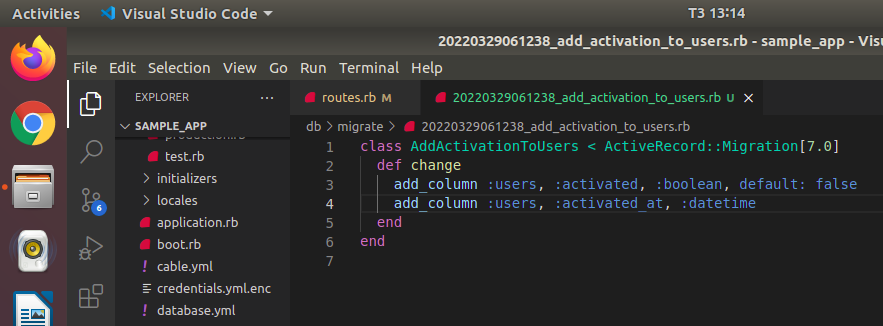 Activities Visual Studio Code T3 13:14
20220329061238_add_activation_to_users.rb - sample_app - Visu
File Edit Selection View Go Run Terminal Help
EXPLORER ···
routes.rb M 20220329061238_add_activation_to_users.rb U
SAMPLE_APP
db > migrate > 20220329061238_add_activation_to_users.rb
test.rb
initializers
locales
application.rb
boot.rb
cable.yml
credentials.yml.enc
database.yml
6
1 class AddActivationToUsers < ActiveRecord::Migration[7.0]
2 def change
3 add_column :users, :activated, :boolean, default: false
4 add_column :users, :activated_at, :datetime
5 end
6 end
7